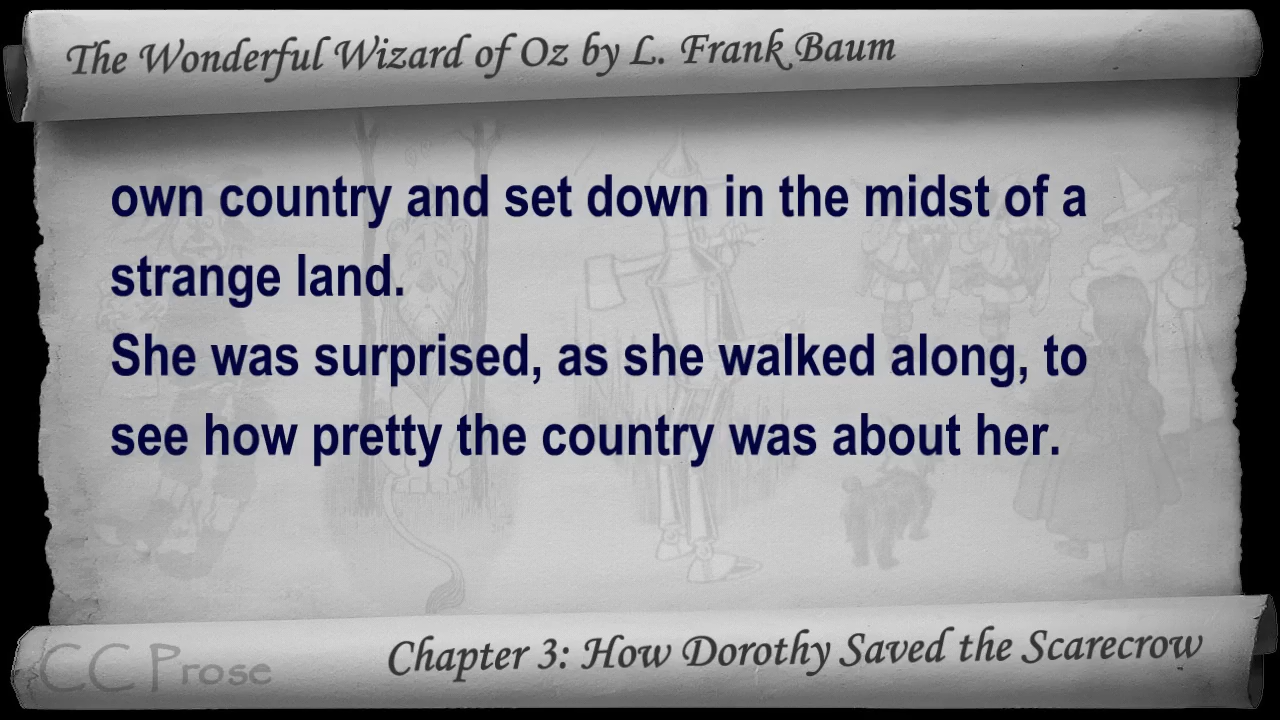 The Wonderful Wizard of Oz by L. Frank Baum
own country and set down in the midst of a
strange land.
She was surprised, as she walked along, to
see how pretty the country was about her.
CC Prose
Chapter 3: How Dorothy Saved the Scarecrow